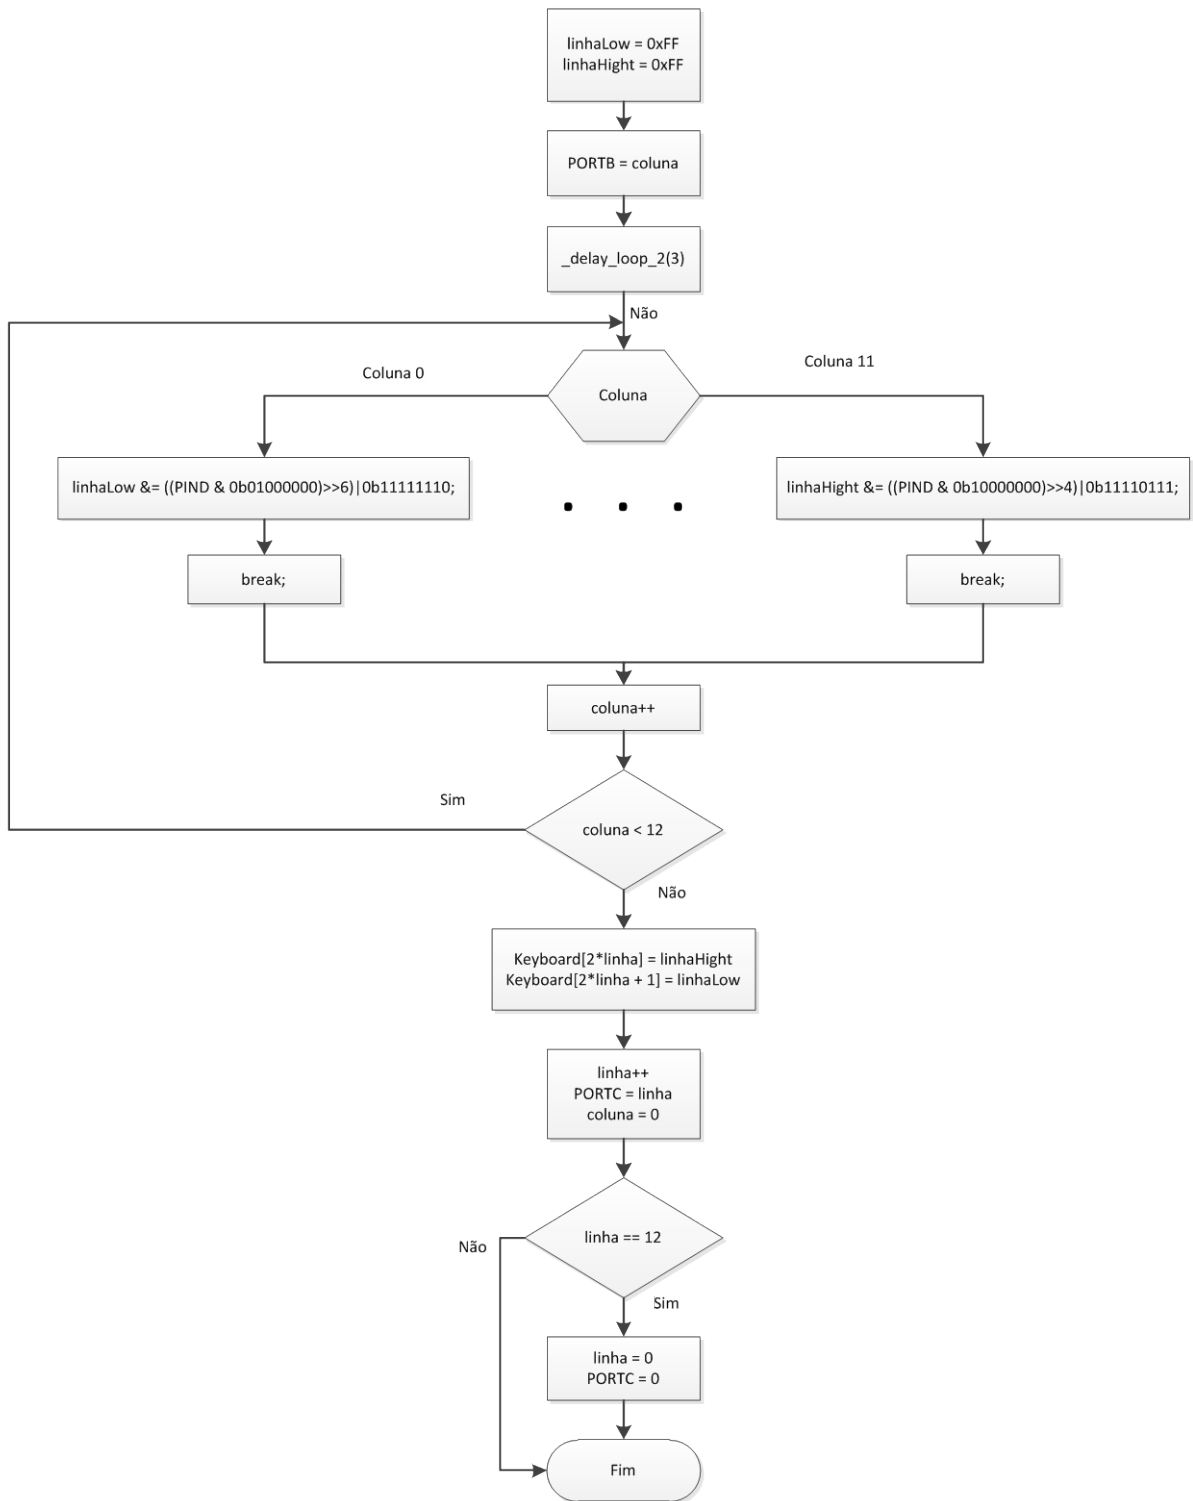 linhaLow = 0xFF
linhaHight = 0xFF
PORTB = coluna
_delay_loop_2(3)
Não
Coluna 0
Coluna 11
Coluna
linhaLow &= ((PIND & 0b01000000)>>6)|0b11111110;
linhaHight &= ((PIND & 0b10000000)>>4)|0b11110111;
break;
break;
coluna++
Sim
coluna < 12
Não
Keyboard[2*linha] = linhaHight
Keyboard[2*linha + 1] = linhaLow
linha++
PORTC = linha
coluna = 0
linha == 12
Não
Sim
linha = 0
PORTC = 0
Fim